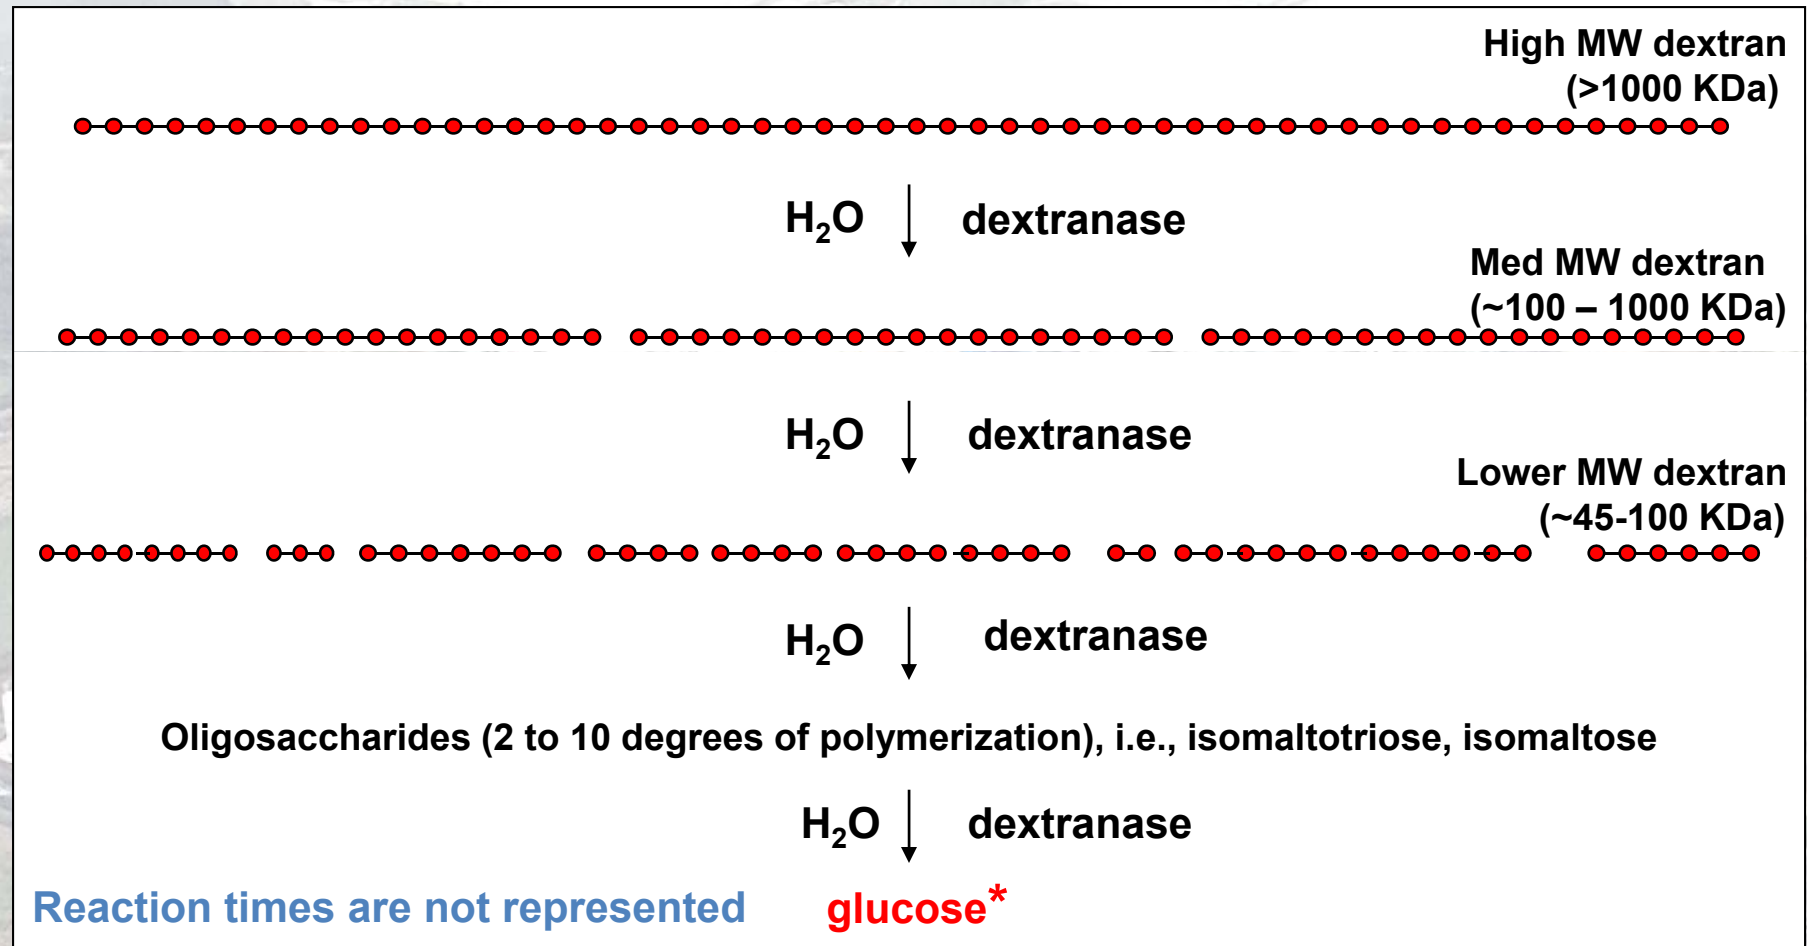 High MW dextran
(>1000 KDa)
H₂O dextranase
Med MW dextran
(~100 – 1000 KDa)
H₂O dextranase
Lower MW dextran
(~45-100 KDa)
H₂O dextranase
Oligosaccharides (2 to 10 degrees of polymerization), i.e., isomaltotriose, isomaltose
H₂O dextranase
Reaction times are not represented glucose*